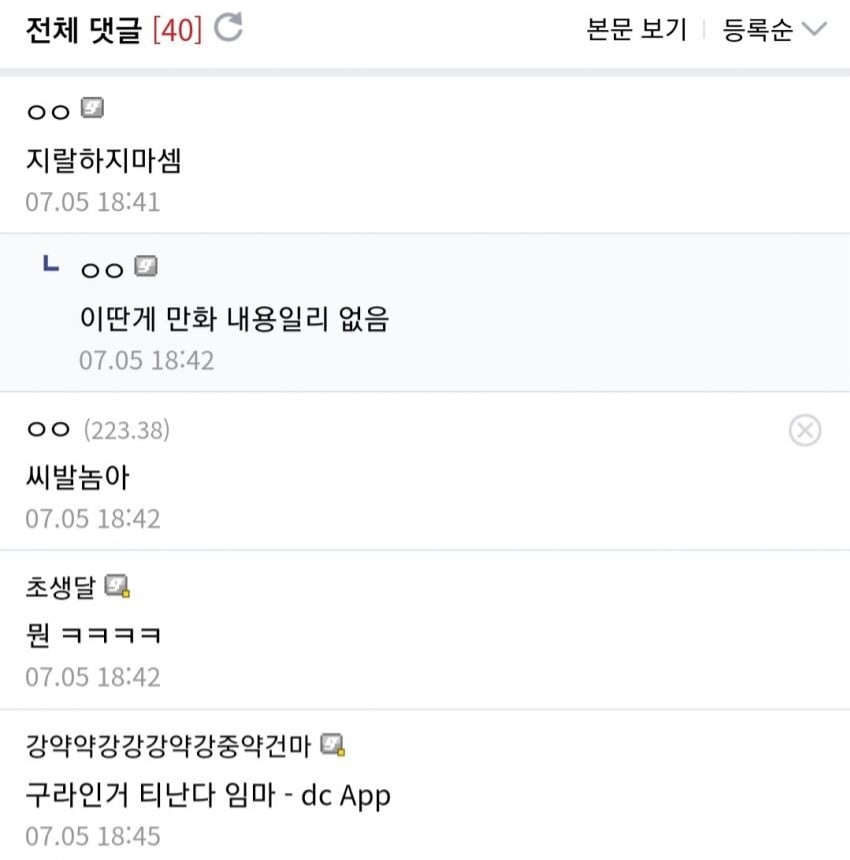 전체 댓글 [40] 본문 보기 등록순
ㅇㅇ
지랄하지마셈
07.05 18:41
ㄴ ㅇㅇ
이딴게 만화 내용일리 없음
07.05 18:42
ㅇㅇ (223.38)
씨발놈아
07.05 18:42
초생달
뭔 ㅋㅋㅋㅋ
07.05 18:42
강약약강강강약강중약건마
구라인거 티난다 임마 - dc App
07.05 18:45